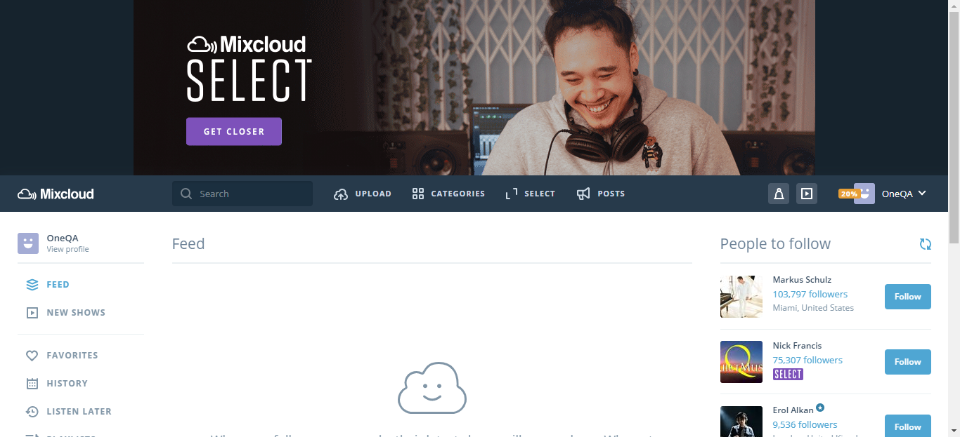 Mixcloud
SELECT
GET CLOSER
Mixcloud
Search
UPLOAD
CATEGORIES
SELECT
POSTS
20%
OneQA
OneQA
View profile
FEED
NEW SHOWS
FAVORITES
HISTORY
LISTEN LATER
Feed
People to follow
Markus Schulz
103,797 followers
Miami, United States
Follow
Nick Francis
75,307 followers
SELECT
Follow
Erol Alkan
9,536 followers
Follow